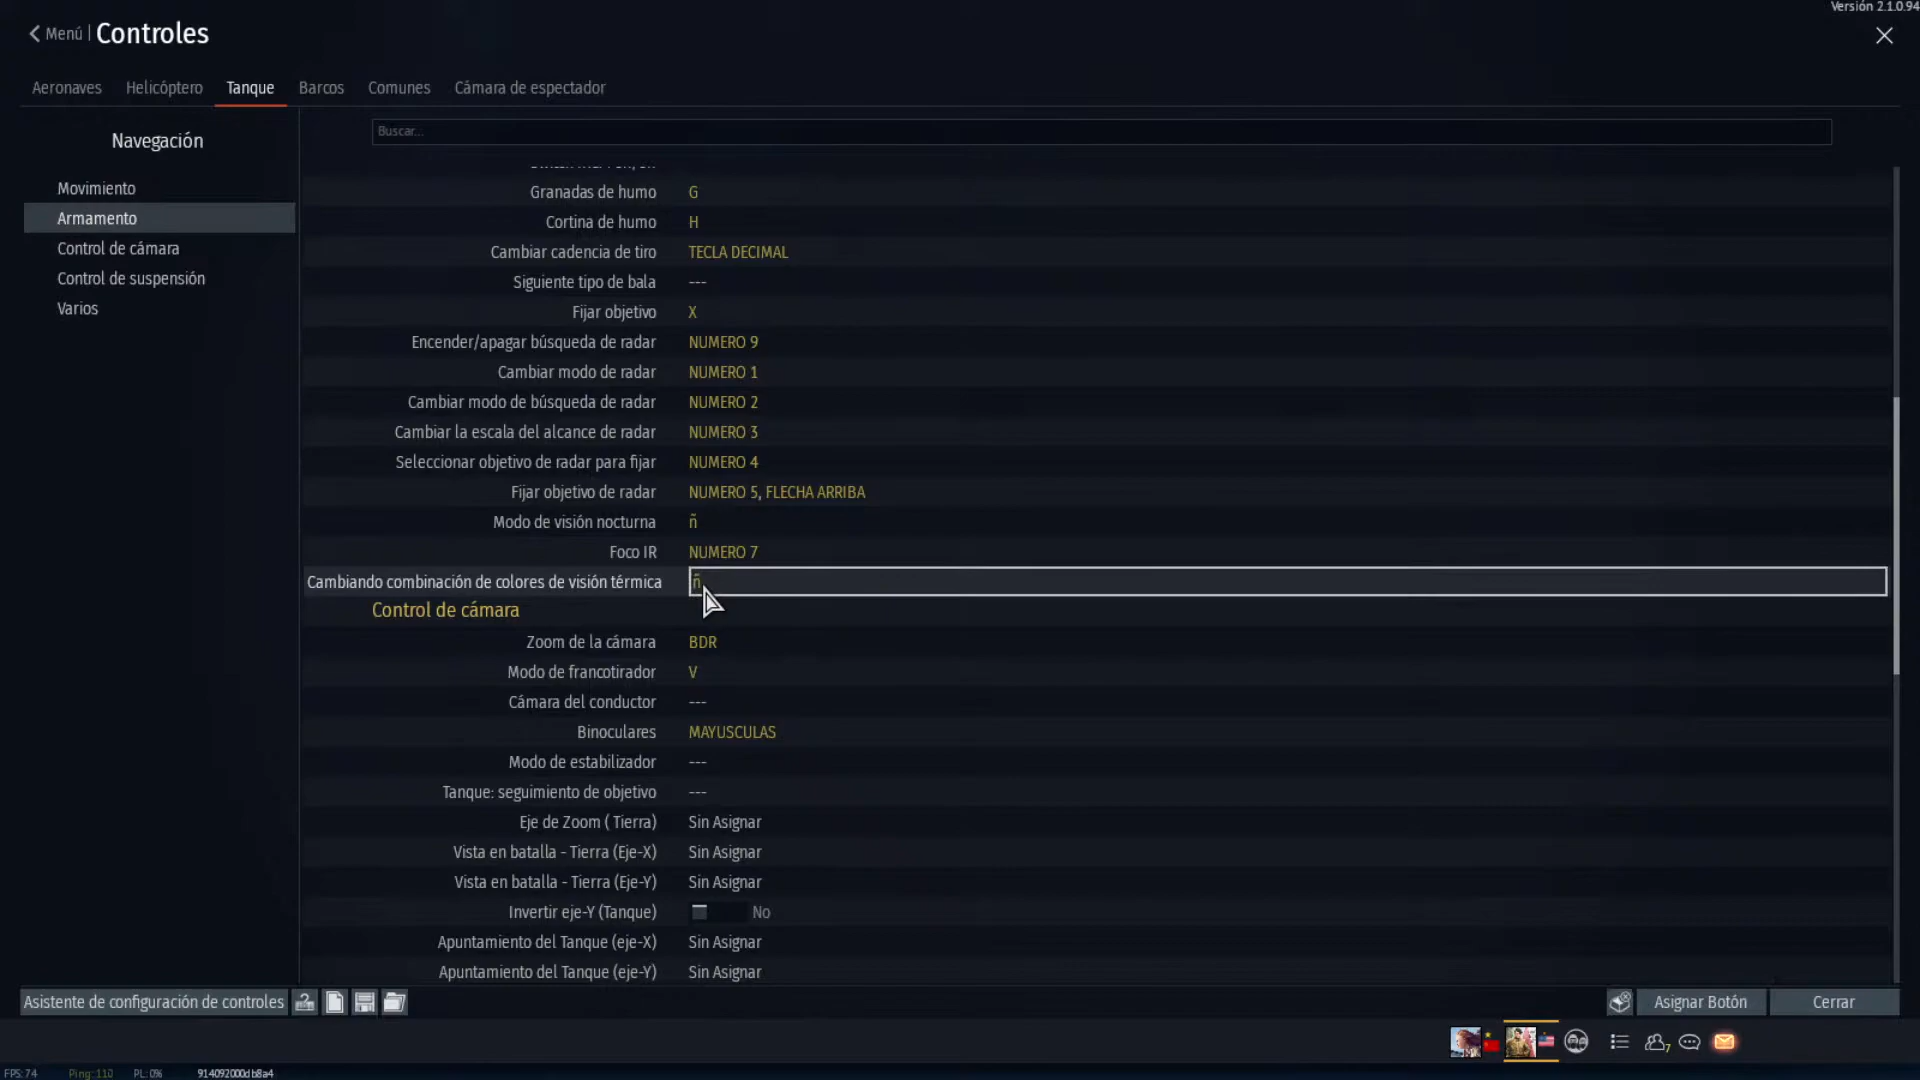 Versión 2.1.0.94
Menú | Controles
Aeronaves Helicóptero Tanque Barcos Comunes Cámara de espectador
Navegación
Movimiento
Armamento
Control de cámara
Control de suspensión
Varios
Buscar...
Granadas de humo G
Cortina de humo H
Cambiar cadencia de tiro TECLA DECIMAL
Siguiente tipo de bala ---
Fijar objetivo X
Encender/apagar búsqueda de radar NUMERO 9
Cambiar modo de radar NUMERO 1
Cambiar modo de búsqueda de radar NUMERO 2
Cambiar la escala del alcance de radar NUMERO 3
Seleccionar objetivo de radar para fijar NUMERO 4
Fijar objetivo de radar NUMERO 5, FLECHA ARRIBA
Modo de visión nocturna ñ
Foco IR NUMERO 7
Cambiando combinación de colores de visión térmica ñ
Control de cámara
Zoom de la cámara BDR
Modo de francotirador V
Cámara del conductor ---
Binoculares MAYUSCULAS
Modo de estabilizador ---
Tanque: seguimiento de objetivo ---
Eje de Zoom ( Tierra) Sin Asignar
Vista en batalla - Tierra (Eje-X) Sin Asignar
Vista en batalla - Tierra (Eje-Y) Sin Asignar
Invertir eje-Y (Tanque) No
Apuntamiento del Tanque (eje-X) Sin Asignar
Apuntamiento del Tanque (eje-Y) Sin Asignar
Asistente de configuración de controles
Asignar Botón
Cerrar
7
FPS: 74 Ping: 110 PL: 0% 914092000db8a4